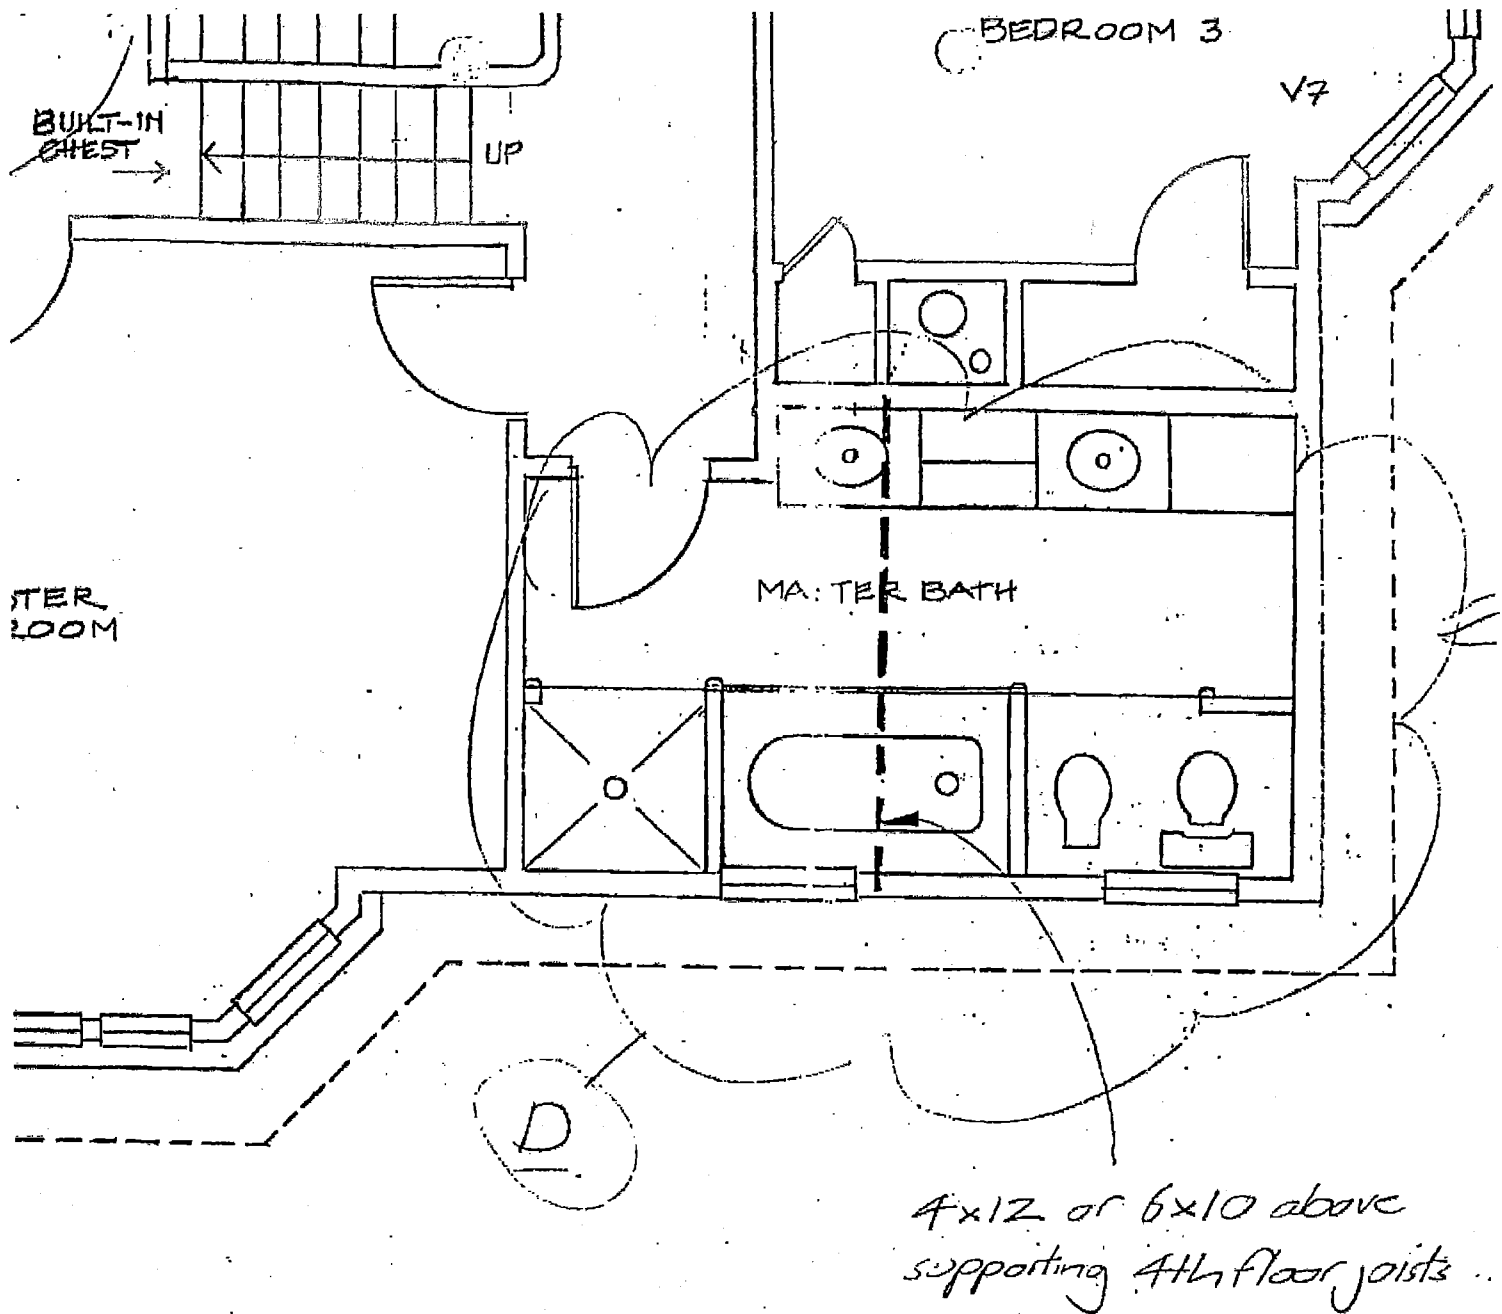 BEDROOM 3
V7
BUILT-IN
CHEST
UP
STER
ROOM
MA: TER BATH
D
4x12 or 6x10 above
supporting 4th floor joists ..